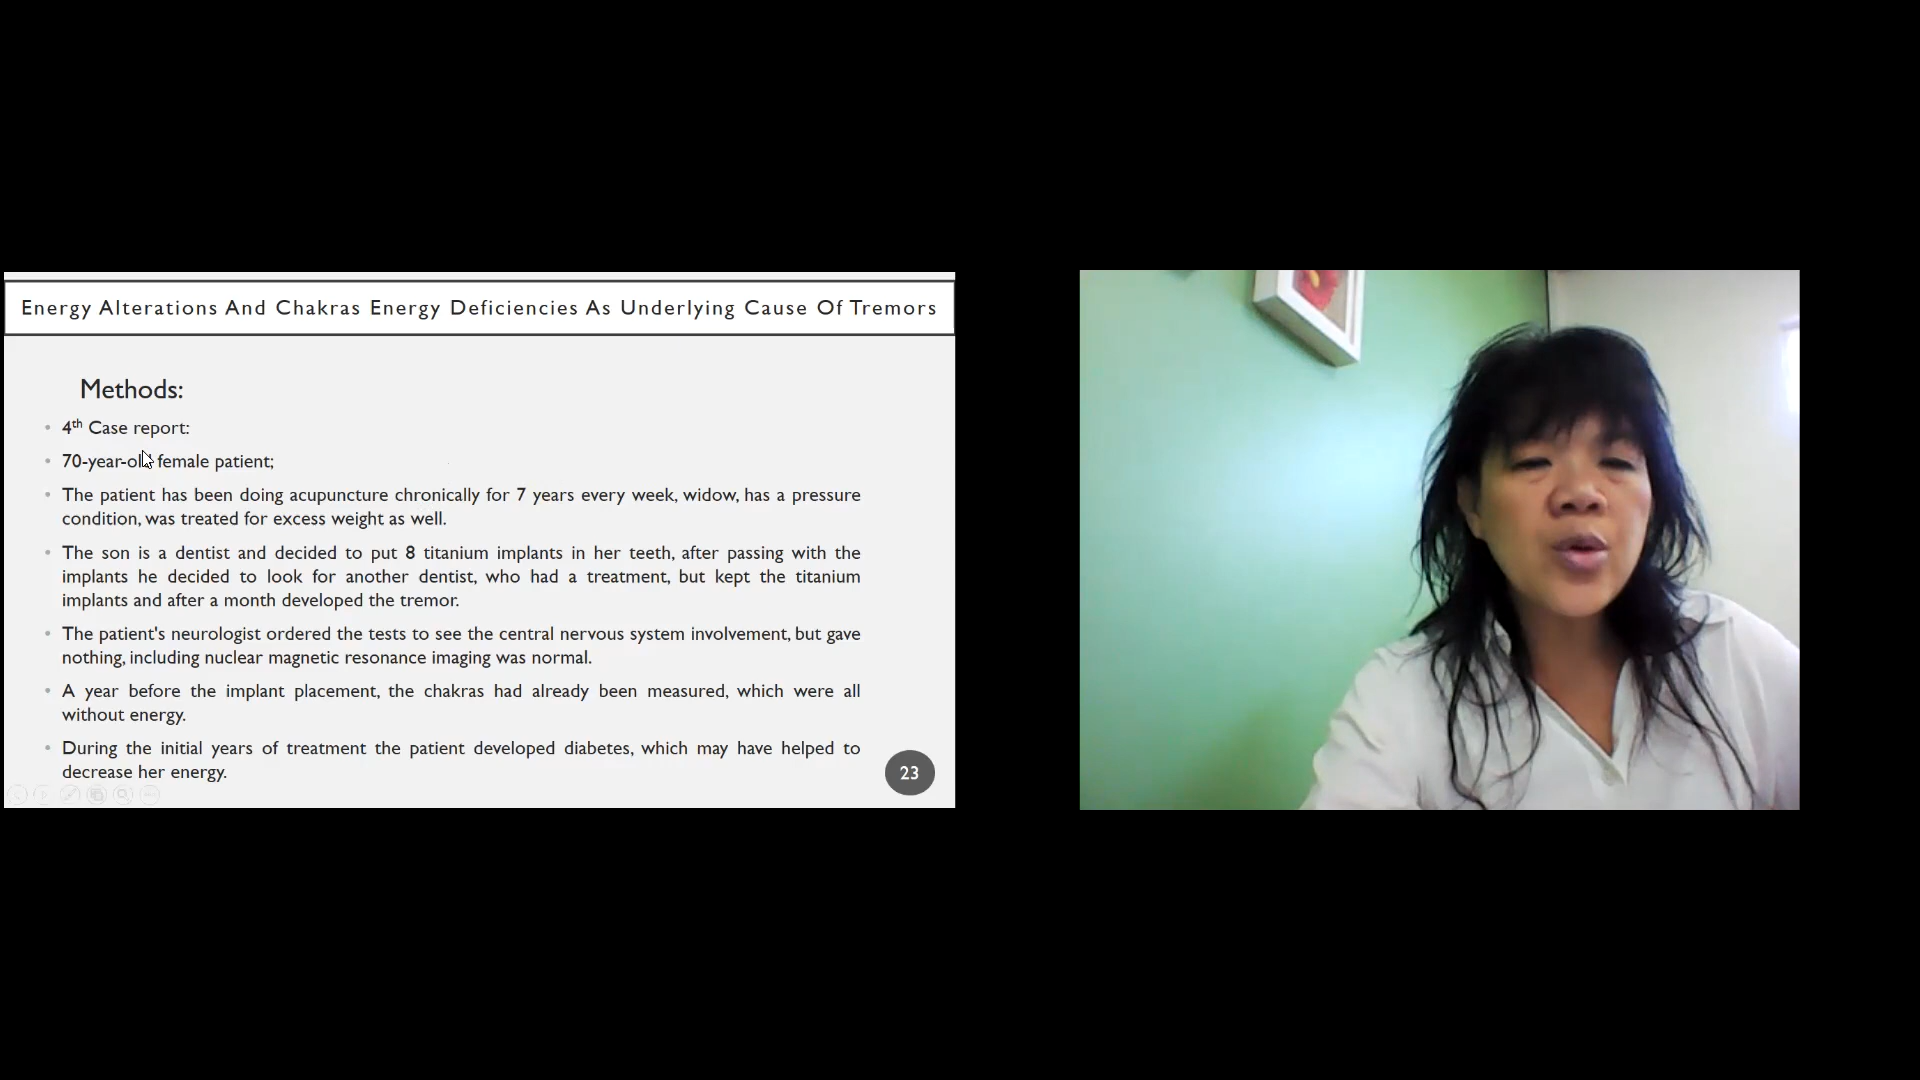 Energy Alterations And Chakras Energy Deficiencies As Underlying Cause Of Tremors
Methods:
• 4th Case report:
• 70-year-old female patient;
• The patient has been doing acupuncture chronically for 7 years every week, widow, has a pressure
condition, was treated for excess weight as well.
• The son is a dentist and decided to put 8 titanium implants in her teeth, after passing with the
implants he decided to look for another dentist, who had a treatment, but kept the titanium
implants and after a month developed the tremor.
• The patient's neurologist ordered the tests to see the central nervous system involvement, but gave
nothing, including nuclear magnetic resonance imaging was normal.
• A year before the implant placement, the chakras had already been measured, which were all
without energy.
• During the initial years of treatment the patient developed diabetes, which may have helped to
decrease her energy.
23